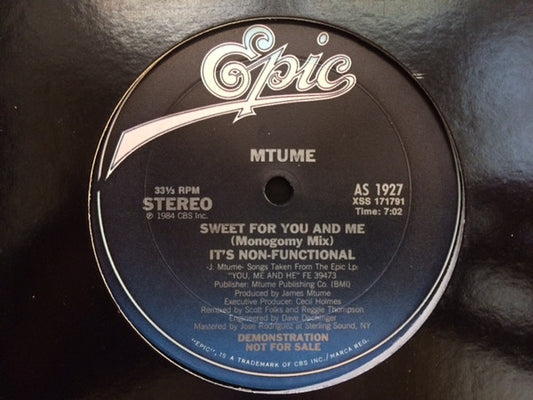 Epic
MTUME
33⅓ RPM
STEREO
℗ 1984 CBS Inc.
AS 1927
XSS 171791
Time: 7:02
SWEET FOR YOU AND ME
(Monogomy Mix)
IT'S NON-FUNCTIONAL
-J. Mtume- Songs Taken From The Epic Lp:
"YOU, ME AND HE" FE 39473
Publisher: Mtume Publishing Co. (BMI)
Produced by James Mtume
Executive Producer: Cecil Holmes
Remixed by Scott Folks and Reggie Thompson
Engineered by Dave Dachinger
Mastered by Jose Rodriguez at Sterling Sound, NY
DEMONSTRATION
NOT FOR SALE
"EPIC", IS A TRADEMARK OF CBS INC./MARCA REG.